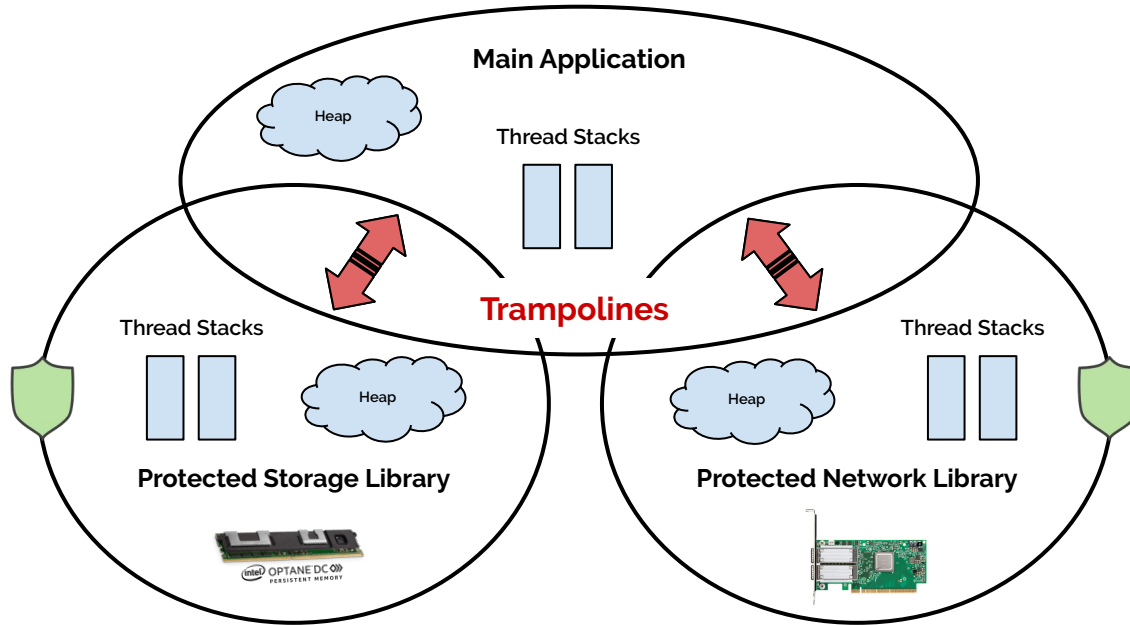 Main Application
Heap
Thread Stacks
Trampolines
Thread Stacks
Heap
Protected Storage Library
intel OPTANE DC
PERSISTENT MEMORY
Thread Stacks
Heap
Protected Network Library